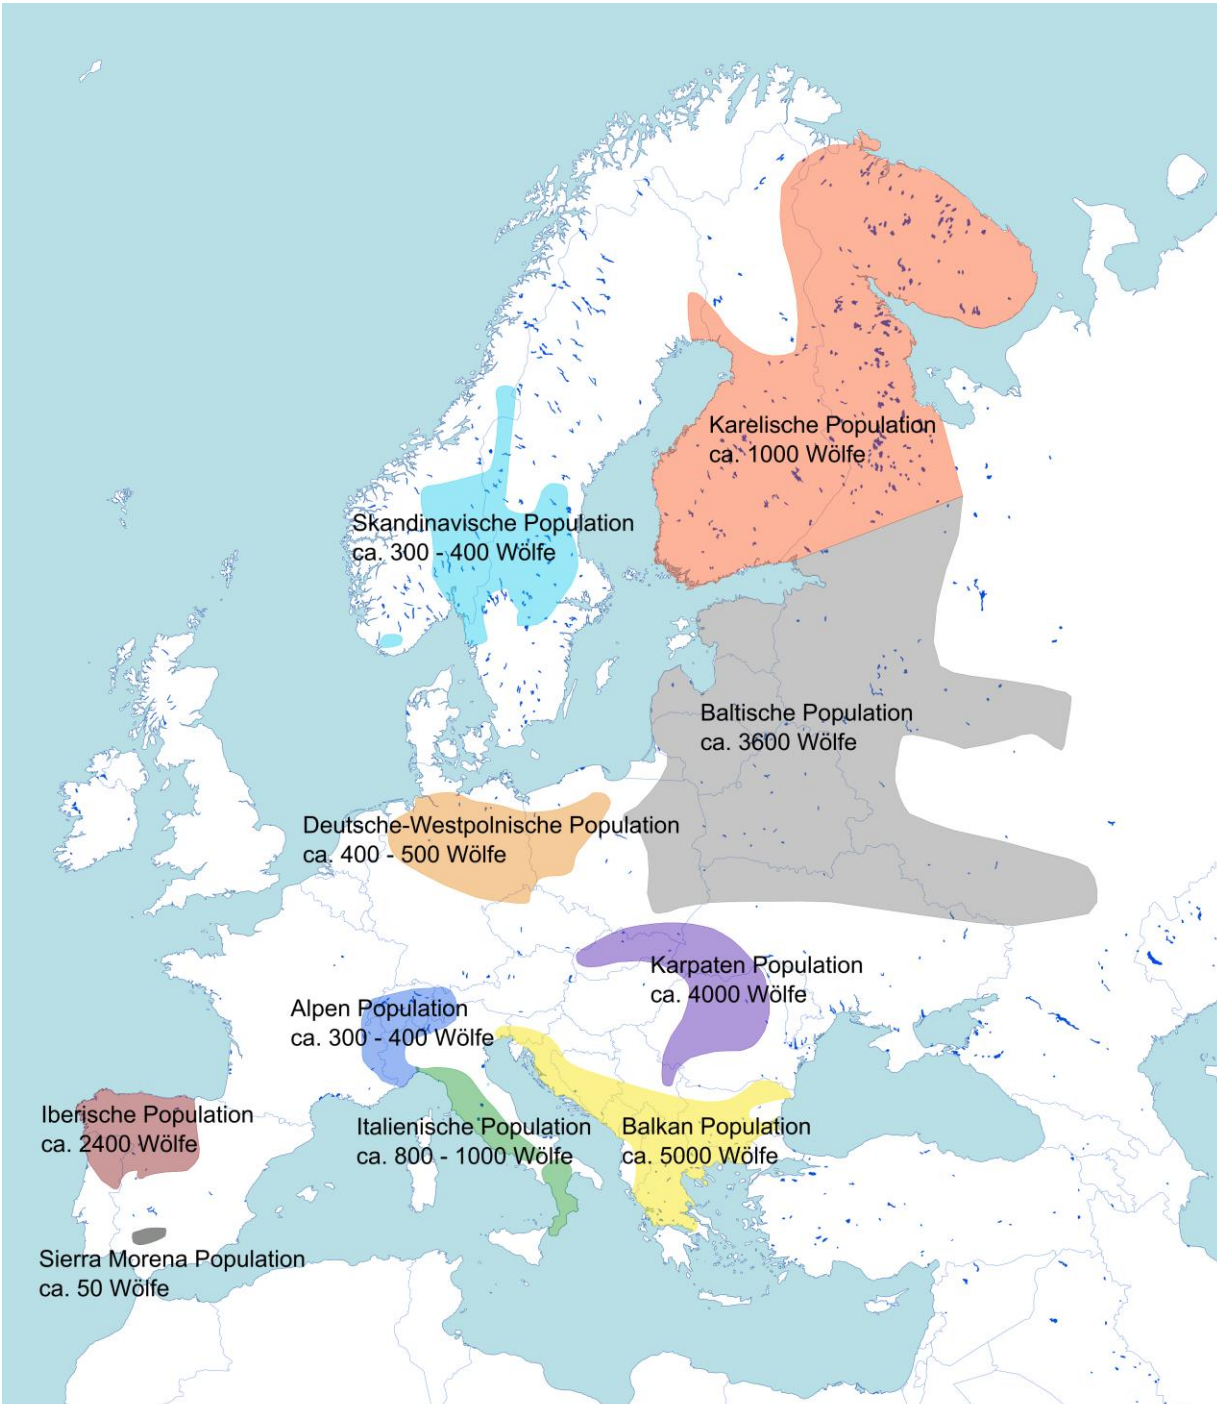 Karelische Population
ca. 1000 Wölfe
Skandinavische Population
ca. 300 - 400 Wölfe
Baltische Population
ca. 3600 Wölfe
Deutsche-Westpolnische Population
ca. 400 - 500 Wölfe
Karpaten Population
ca. 4000 Wölfe
Alpen Population
ca. 300 - 400 Wölfe
Iberische Population
ca. 2400 Wölfe
Italienische Population
ca. 800 - 1000 Wölfe
Balkan Population
ca. 5000 Wölfe
Sierra Morena Population
ca. 50 Wölfe